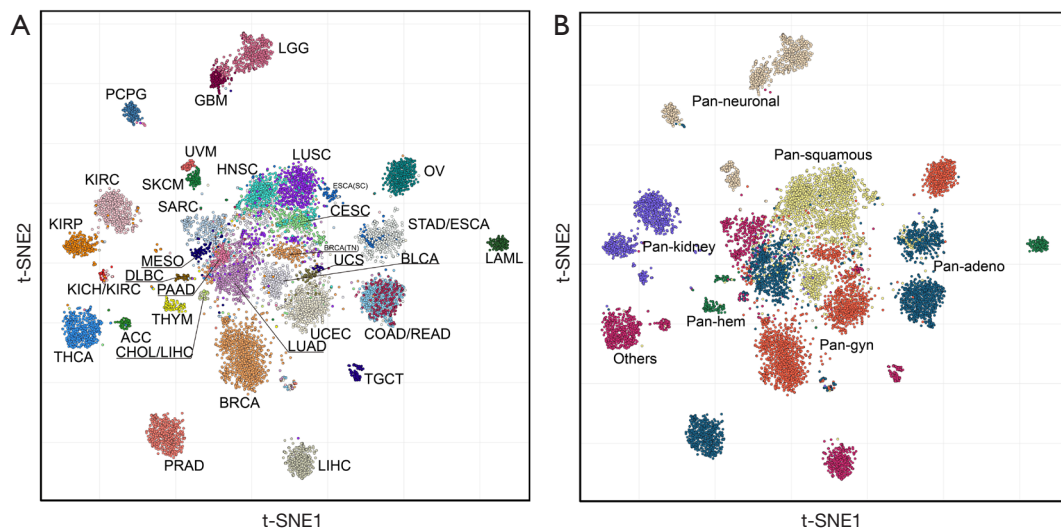 A
LGG
GBM
PCPG
UVM
LUSC
HNSC
SKCM
OV
ESCA(SC)
KIRC
SARC
CESC
STAD/ESCA
KIRP
BRCA(TN)
MESO
UCS
BLCA
LAML
DLBC
KICH/KIRC
PAAD
THYM
ACC
UCEC
COAD/READ
THCA
CHOL/LIHC
LUAD
TGCT
BRCA
PRAD
LIHC
t-SNE2
t-SNE1
B
Pan-neuronal
Pan-squamous
Pan-kidney
Pan-adeno
Pan-hem
Others
Pan-gyn
t-SNE2
t-SNE1